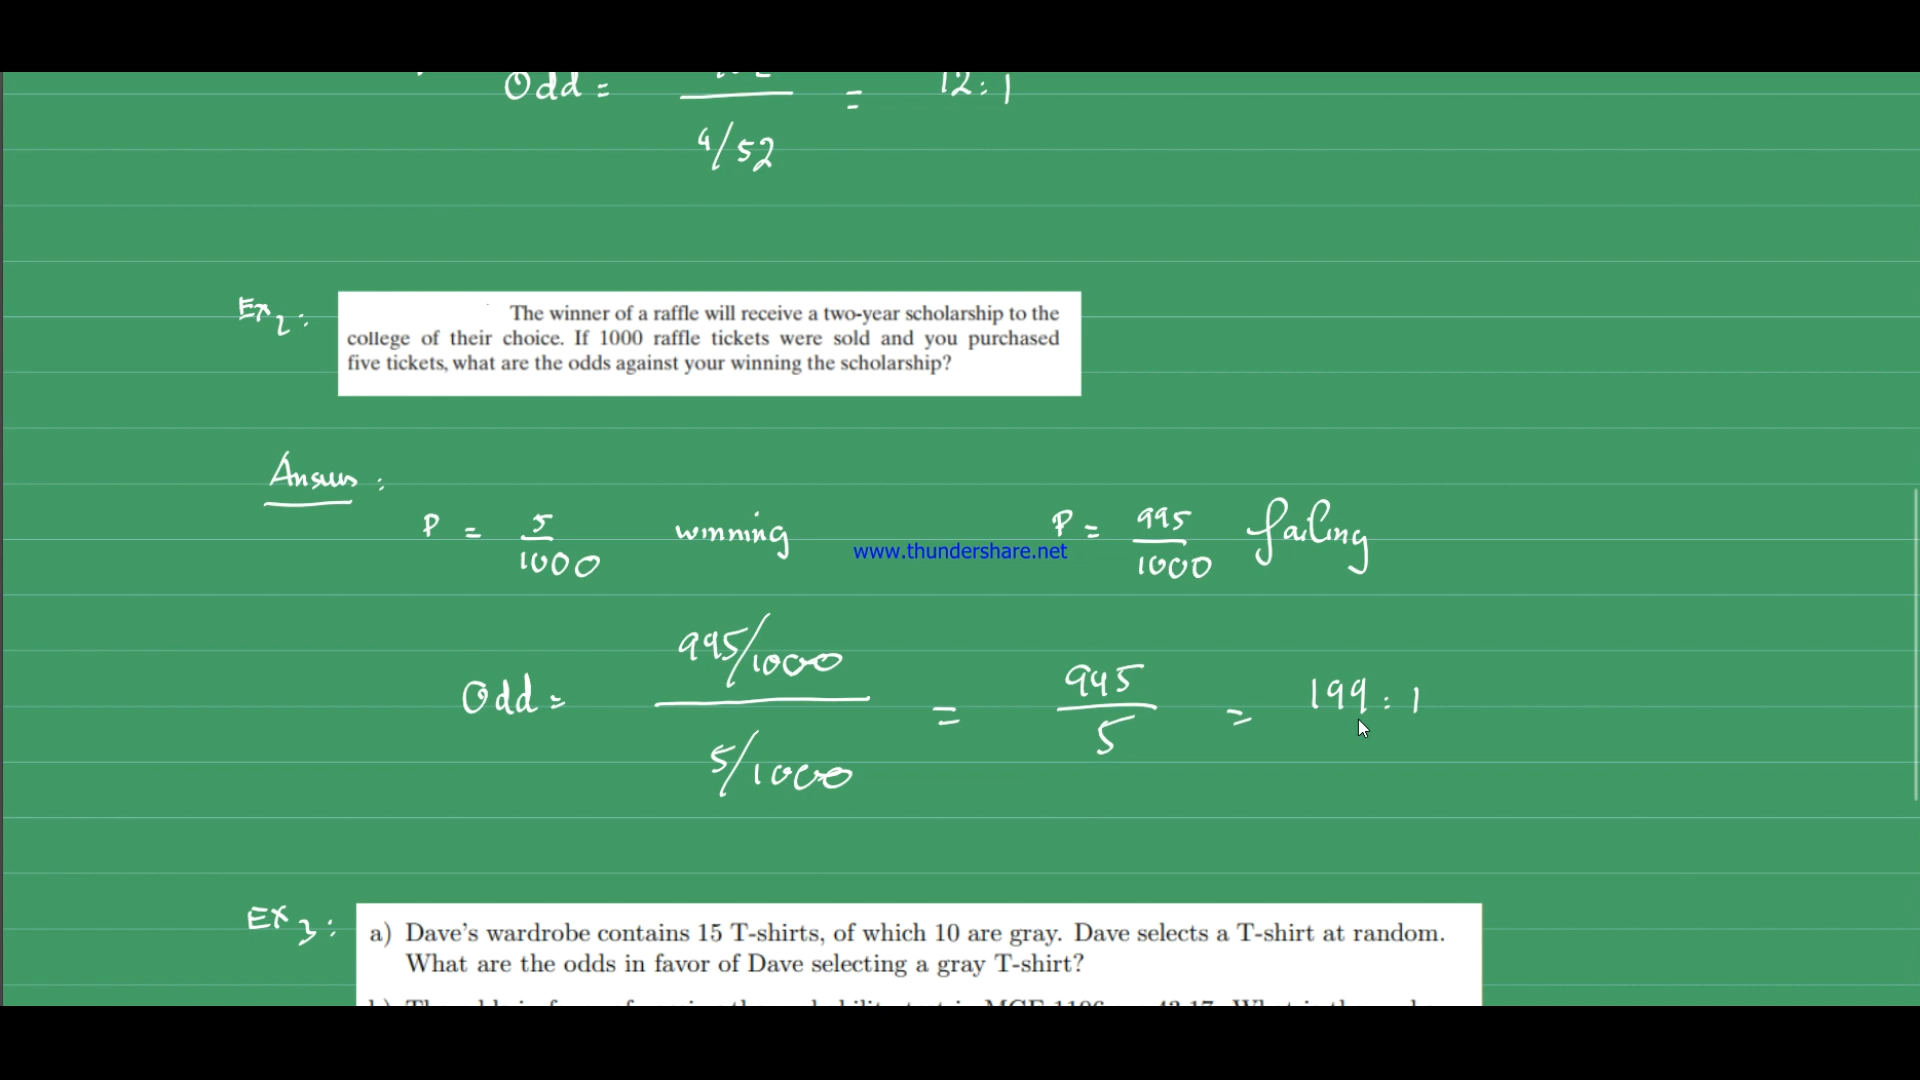 Odd = = 12 : 1
4/52
Ex 2 :
The winner of a raffle will receive a two-year scholarship to the
college of their choice. If 1000 raffle tickets were sold and you purchased
five tickets, what are the odds against your winning the scholarship?
Answer :
P = 5/1000 winning P = 995/1000 failing
www.thundershare.net
Odd = 995/1000 / 5/1000 = 995/5 = 199 : 1
Ex 3 :
a) Dave's wardrobe contains 15 T-shirts, of which 10 are gray. Dave selects a T-shirt at random.
What are the odds in favor of Dave selecting a gray T-shirt?